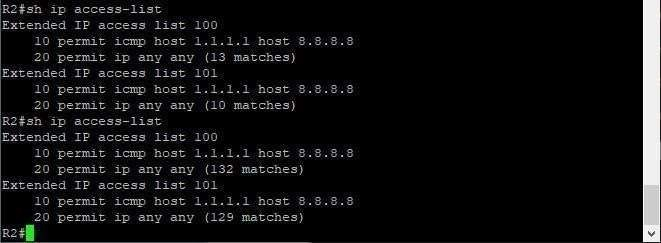 R2#sh ip access-list
Extended IP access list 100
    10 permit icmp host 1.1.1.1 host 8.8.8.8
    20 permit ip any any (13 matches)
Extended IP access list 101
    10 permit icmp host 1.1.1.1 host 8.8.8.8
    20 permit ip any any (10 matches)
R2#sh ip access-list
Extended IP access list 100
    10 permit icmp host 1.1.1.1 host 8.8.8.8
    20 permit ip any any (132 matches)
Extended IP access list 101
    10 permit icmp host 1.1.1.1 host 8.8.8.8
    20 permit ip any any (129 matches)
R2#